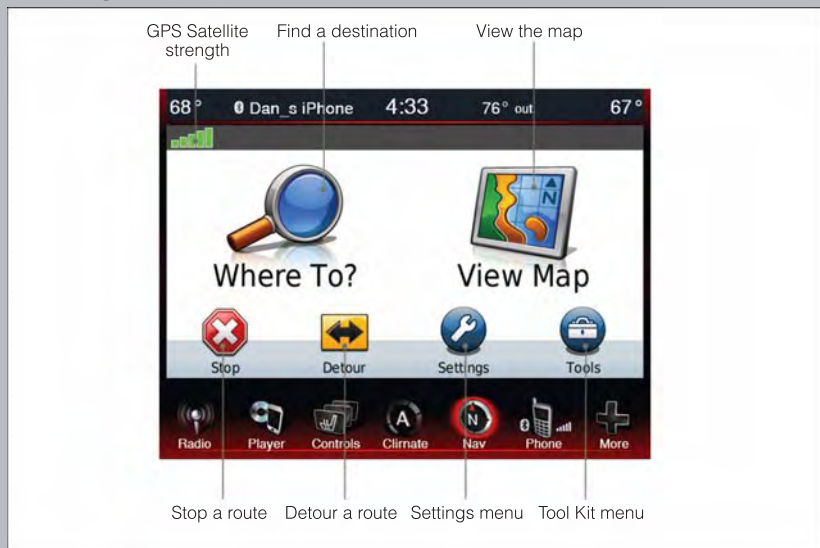 GPS Satellite strength
Find a destination
View the map
68° Dan_s iPhone 4:33 76° out 67°
N
Where To?
View Map
Stop
Detour
Settings
Tools
A
N
Radio
Player
Controls
Climate
Nav
Phone
More
Stop a route
Detour a route
Settings menu
Tool Kit menu